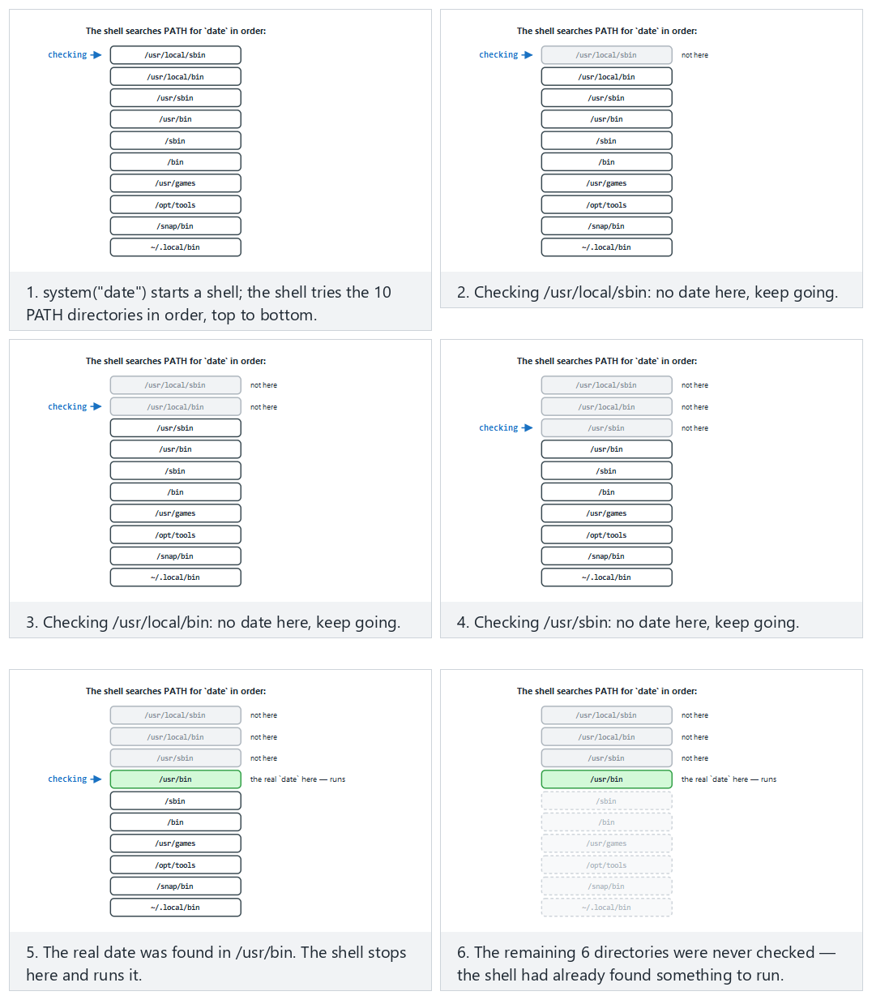 The shell searches PATH for `date` in order:
checking
/usr/local/sbin
/usr/local/bin
/usr/sbin
/usr/bin
/sbin
/bin
/usr/games
/opt/tools
/snap/bin
~/.local/bin
1. system("date") starts a shell; the shell tries the 10
PATH directories in order, top to bottom.
The shell searches PATH for `date` in order:
checking
/usr/local/sbin
not here
/usr/local/bin
/usr/sbin
/usr/bin
/sbin
/bin
/usr/games
/opt/tools
/snap/bin
~/.local/bin
2. Checking /usr/local/sbin: no date here, keep going.
The shell searches PATH for `date` in order:
/usr/local/sbin
not here
checking
/usr/local/bin
not here
/usr/sbin
/usr/bin
/sbin
/bin
/usr/games
/opt/tools
/snap/bin
~/.local/bin
3. Checking /usr/local/bin: no date here, keep going.
The shell searches PATH for `date` in order:
/usr/local/sbin
not here
/usr/local/bin
not here
checking
/usr/sbin
not here
/usr/bin
/sbin
/bin
/usr/games
/opt/tools
/snap/bin
~/.local/bin
4. Checking /usr/sbin: no date here, keep going.
The shell searches PATH for `date` in order:
/usr/local/sbin
not here
/usr/local/bin
not here
/usr/sbin
not here
checking
/usr/bin
the real `date` here — runs
/sbin
/bin
/usr/games
/opt/tools
/snap/bin
~/.local/bin
5. The real date was found in /usr/bin. The shell stops
here and runs it.
The shell searches PATH for `date` in order:
/usr/local/sbin
not here
/usr/local/bin
not here
/usr/sbin
not here
/usr/bin
the real `date` here — runs
/sbin
/bin
/usr/games
/opt/tools
/snap/bin
~/.local/bin
6. The remaining 6 directories were never checked —
the shell had already found something to run.